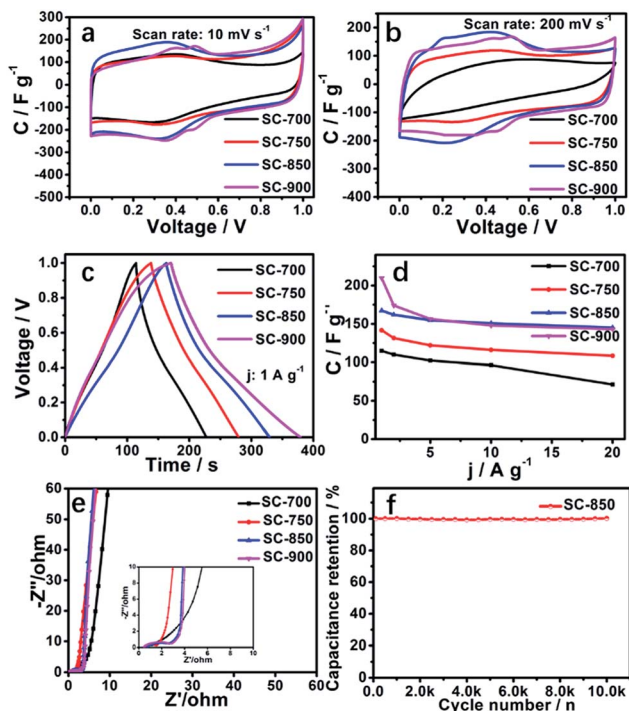 a
Scan rate: 10 mV s⁻¹
C / F g⁻¹
300
200
100
0
-100
-200
-300
-400
-500
SC-700
SC-750
SC-850
SC-900
0.0 0.2 0.4 0.6 0.8 1.0
Voltage / V
b
Scan rate: 200 mV s⁻¹
C / F g⁻¹
300
200
100
0
-100
-200
-300
-400
SC-700
SC-750
SC-850
SC-900
0.0 0.2 0.4 0.6 0.8 1.0
Voltage / V
c
Voltage / V
1.0
0.8
0.6
0.4
0.2
0.0
SC-700
SC-750
SC-850
SC-900
j: 1 A g⁻¹
0 100 200 300 400
Time / s
d
C / F g⁻¹
200
150
100
50
0
SC-700
SC-750
SC-850
SC-900
5 10 15 20
j / A g⁻¹
e
-Z''/ohm
60
50
40
30
20
10
0
SC-700
SC-750
SC-850
SC-900
-Z''/ohm
10
8
6
4
2
0
0 2 4 6 8 10
Z'/ohm
0 10 20 30 40 50 60
Z'/ohm
f
Capacitance retention / %
120
100
80
60
40
20
0
SC-850
0.0 2.0k 4.0k 6.0k 8.0k 10.0k
Cycle number / n